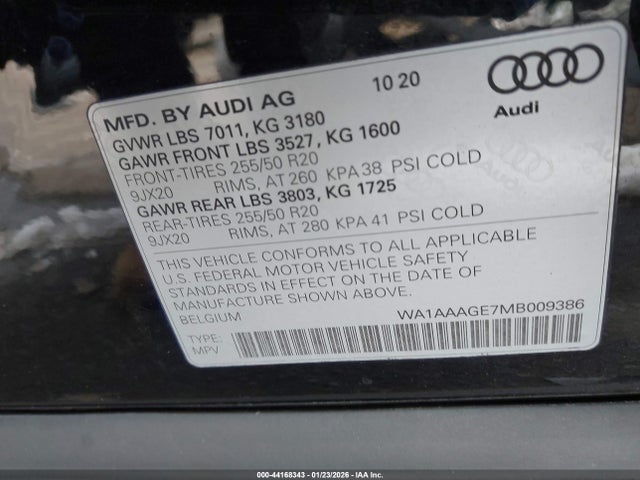 MFD. BY AUDI AG 10 20
GVWR LBS 7011, KG 3180
GAWR FRONT LBS 3527, KG 1600
FRONT-TIRES 255/50 R20
9JX20 RIMS, AT 260 KPA 38 PSI COLD
GAWR REAR LBS 3803, KG 1725
REAR-TIRES 255/50 R20
9JX20 RIMS, AT 280 KPA 41 PSI COLD
Audi
THIS VEHICLE CONFORMS TO ALL APPLICABLE
U.S. FEDERAL MOTOR VEHICLE SAFETY
STANDARDS IN EFFECT ON THE DATE OF
MANUFACTURE SHOWN ABOVE.
BELGIUM WA1AAAGE7MB009386
TYPE:
MPV
000-44168343 - 01/23/2026 - IAA Inc.